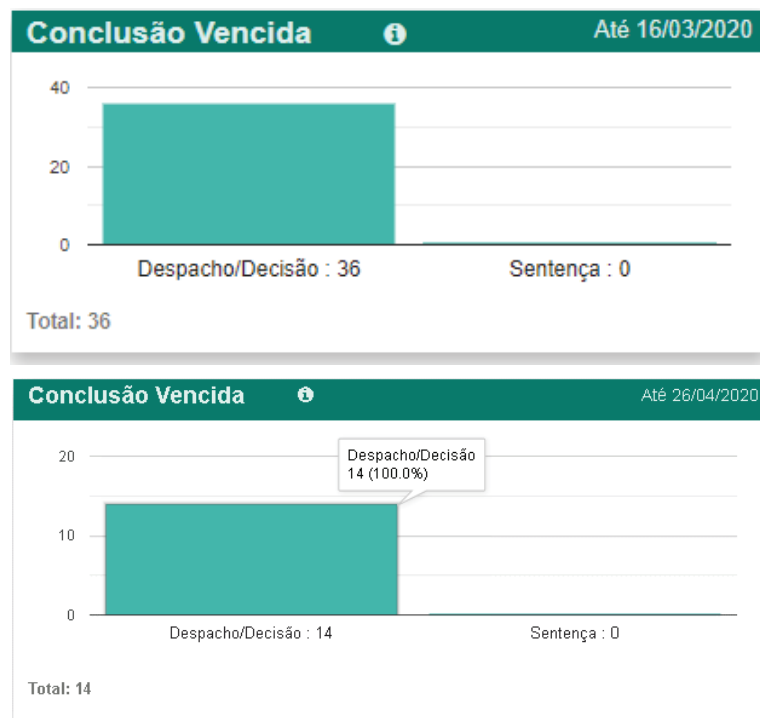 Conclusão Vencida Até 16/03/2020
40
20
0
Despacho/Decisão : 36 Sentença : 0
Total: 36
Conclusão Vencida Até 26/04/2020
20
Despacho/Decisão
14 (100.0%)
10
0
Despacho/Decisão : 14 Sentença : 0
Total: 14